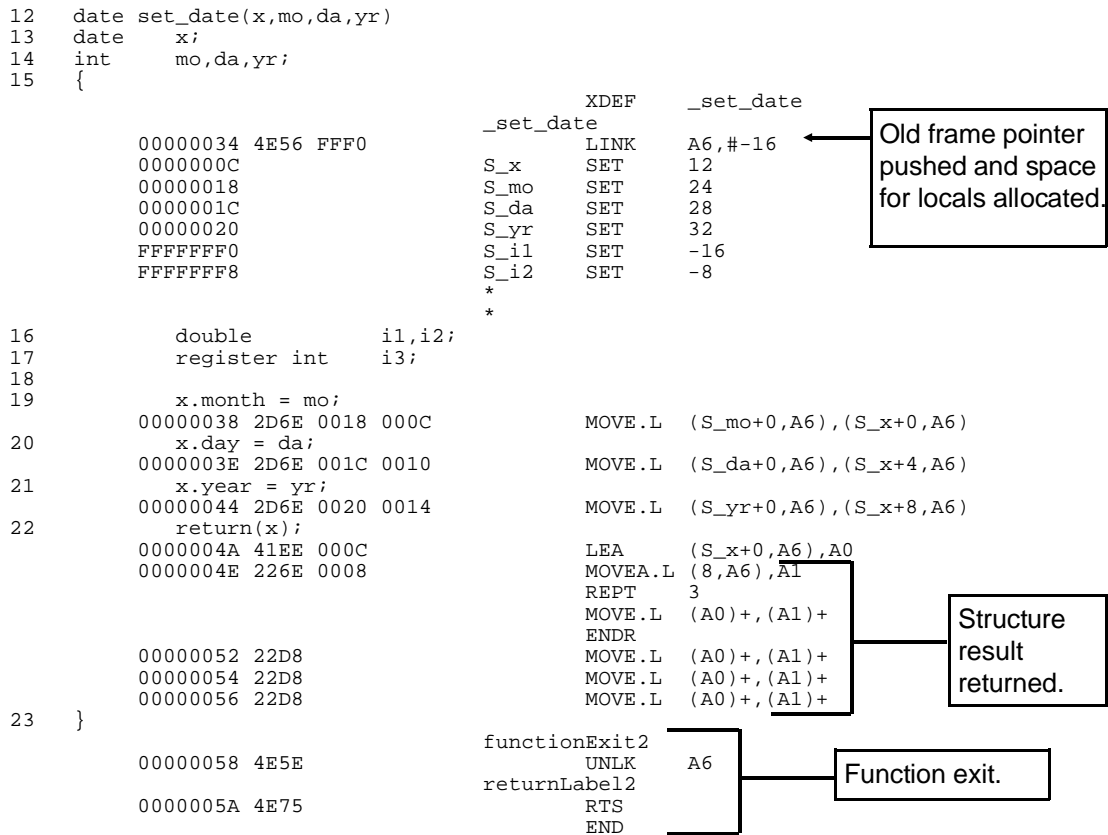 12 date set_date(x,mo,da,yr)
13 date x;
14 int mo,da,yr;
15 {
XDEF _set_date
_set_date
00000034 4E56 FFF0 LINK A6,#-16
0000000C S_x SET 12
00000018 S_mo SET 24
0000001C S_da SET 28
00000020 S_yr SET 32
FFFFFFF0 S_i1 SET -16
FFFFFFF8 S_i2 SET -8
*
*
Old frame pointer
pushed and space
for locals allocated.
16 double i1,i2;
17 register int i3;
18
19 x.month = mo;
00000038 2D6E 0018 000C MOVE.L (S_mo+0,A6),(S_x+0,A6)
20 x.day = da;
0000003E 2D6E 001C 0010 MOVE.L (S_da+0,A6),(S_x+4,A6)
21 x.year = yr;
00000044 2D6E 0020 0014 MOVE.L (S_yr+0,A6),(S_x+8,A6)
22 return(x);
0000004A 41EE 000C LEA (S_x+0,A6),A0
0000004E 226E 0008 MOVEA.L (8,A6),A1
REPT 3
MOVE.L (A0)+,(A1)+
ENDR
00000052 22D8 MOVE.L (A0)+,(A1)+
00000054 22D8 MOVE.L (A0)+,(A1)+
00000056 22D8 MOVE.L (A0)+,(A1)+
Structure
result
returned.
23 }
functionExit2
00000058 4E5E UNLK A6
returnLabel2
0000005A 4E75 RTS
END
Function exit.